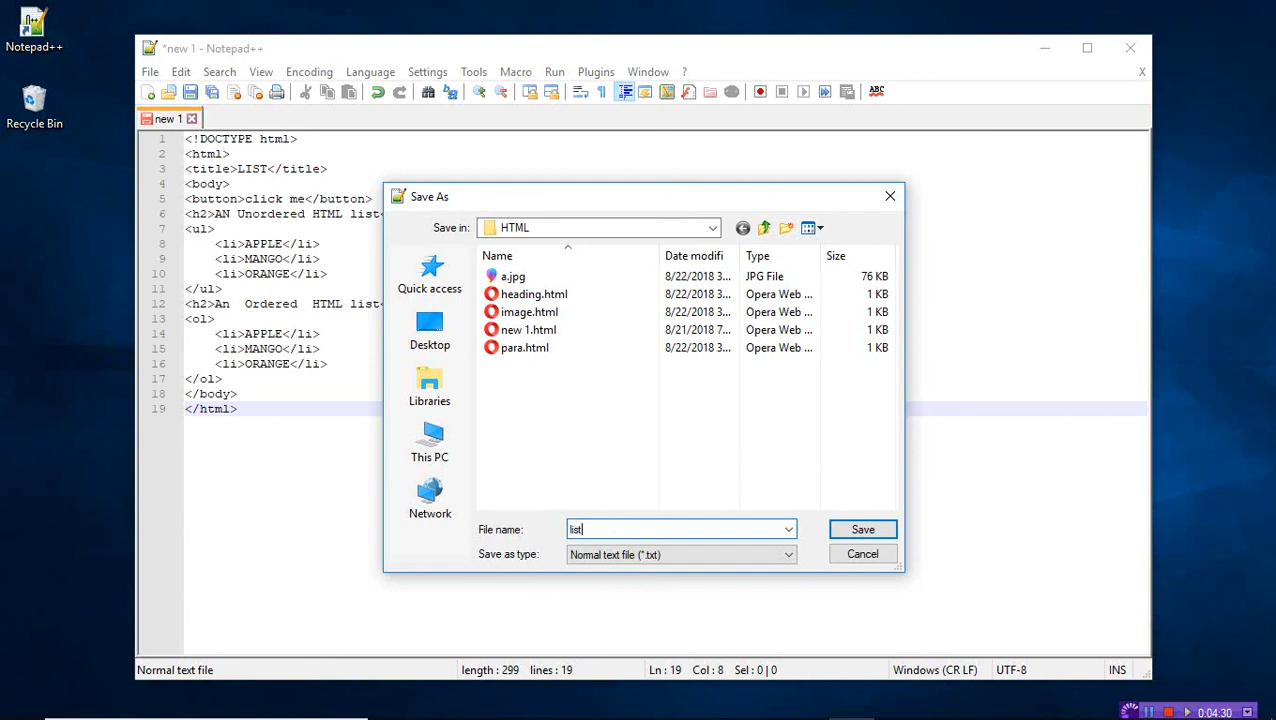 Notepad++
Recycle Bin
*new 1 - Notepad++
File Edit Search View Encoding Language Settings Tools Macro Run Plugins Window ? X
ABC
new 1
1 <!DOCTYPE html>
2 <html>
3 <title>LIST</title>
4 <body>
5 <button>click me</button>
6 <h2>AN Unordered HTML list<
7 <ul>
8 <li>APPLE</li>
9 <li>MANGO</li>
10 <li>ORANGE</li>
11 </ul>
12 <h2>An Ordered HTML list<
13 <ol>
14 <li>APPLE</li>
15 <li>MANGO</li>
16 <li>ORANGE</li>
17 </ol>
18 </body>
19 </html>
Save As
Save in: HTML
Quick access
Desktop
Libraries
This PC
Network
Name Date modifi Type Size
a.jpg 8/22/2018 3... JPG File 76 KB
heading.html 8/22/2018 3... Opera Web ... 1 KB
image.html 8/22/2018 3... Opera Web ... 1 KB
new 1.html 8/21/2018 7... Opera Web ... 1 KB
para.html 8/22/2018 3... Opera Web ... 1 KB
File name: list Save
Save as type: Normal text file (*.txt) Cancel
Normal text file length : 299 lines : 19 Ln : 19 Col : 8 Sel : 0 | 0 Windows (CR LF) UTF-8 INS
0:04:30